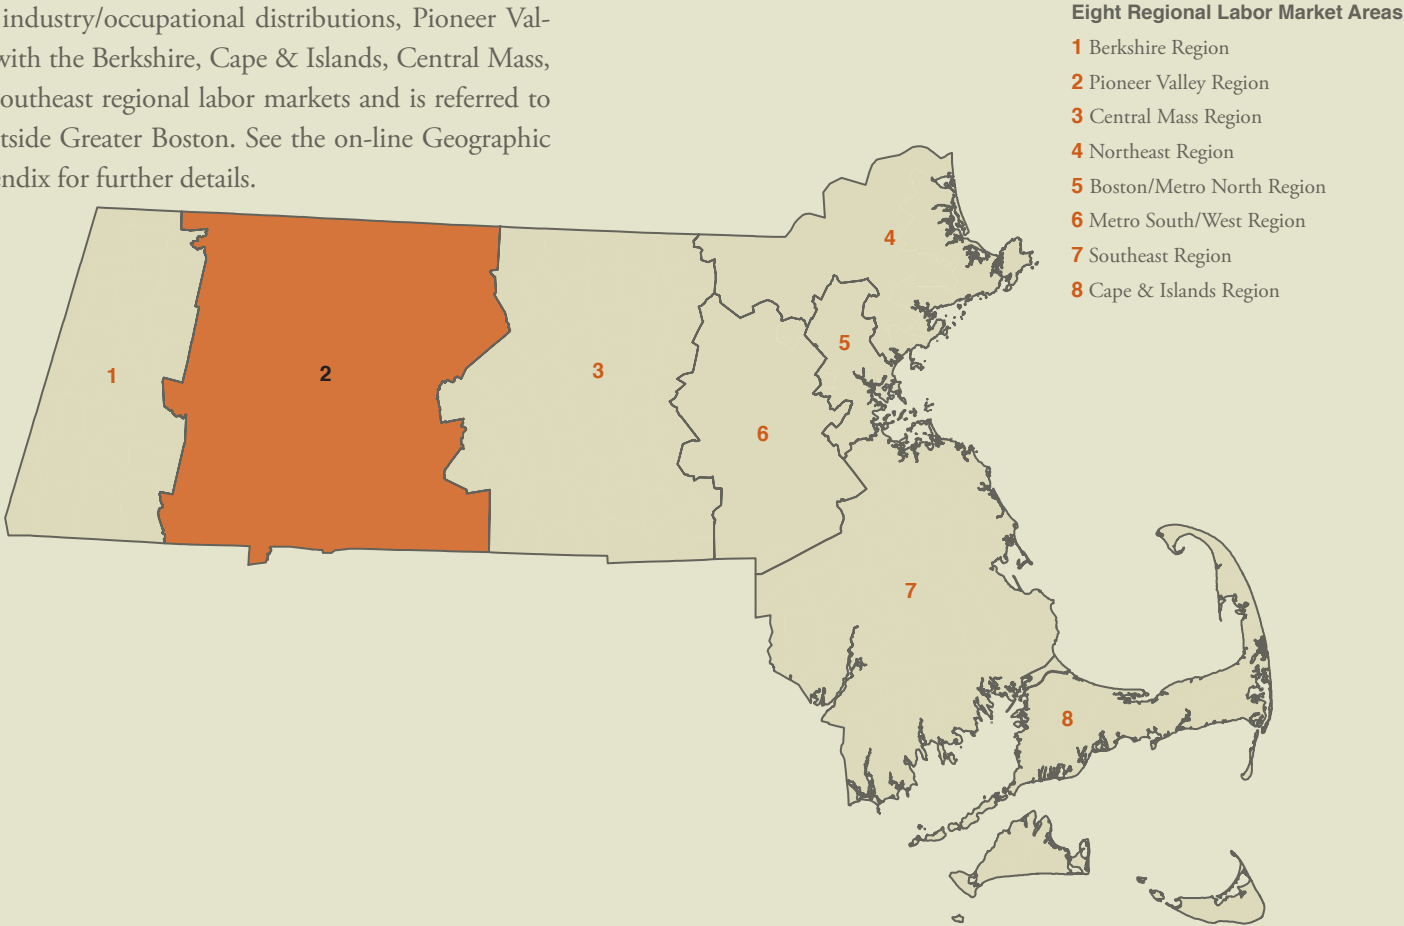 industry/occupational distributions, Pioneer Val-
with the Berkshire, Cape & Islands, Central Mass,
outheast regional labor markets and is referred to
tside Greater Boston. See the on-line Geographic
endix for further details.
Eight Regional Labor Market Areas
1 Berkshire Region
2 Pioneer Valley Region
3 Central Mass Region
4 Northeast Region
5 Boston/Metro North Region
6 Metro South/West Region
7 Southeast Region
8 Cape & Islands Region
4
5
3
2
1
6
7
8